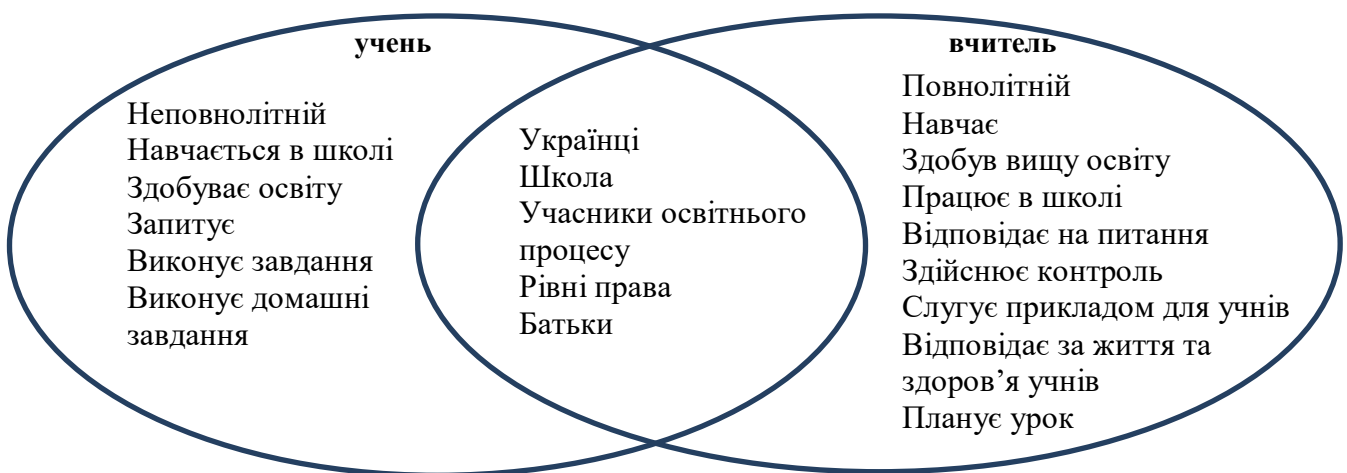 учень
Неповнолітній
Навчається в школі
Здобуває освіту
Запитує
Виконує завдання
Виконує домашні
завдання
Українці
Школа
Учасники освітнього
процесу
Рівні права
Батьки
вчитель
Повнолітній
Навчає
Здобув вищу освіту
Працює в школі
Відповідає на питання
Здійснює контроль
Слугує прикладом для учнів
Відповідає за життя та
здоров’я учнів
Планує урок